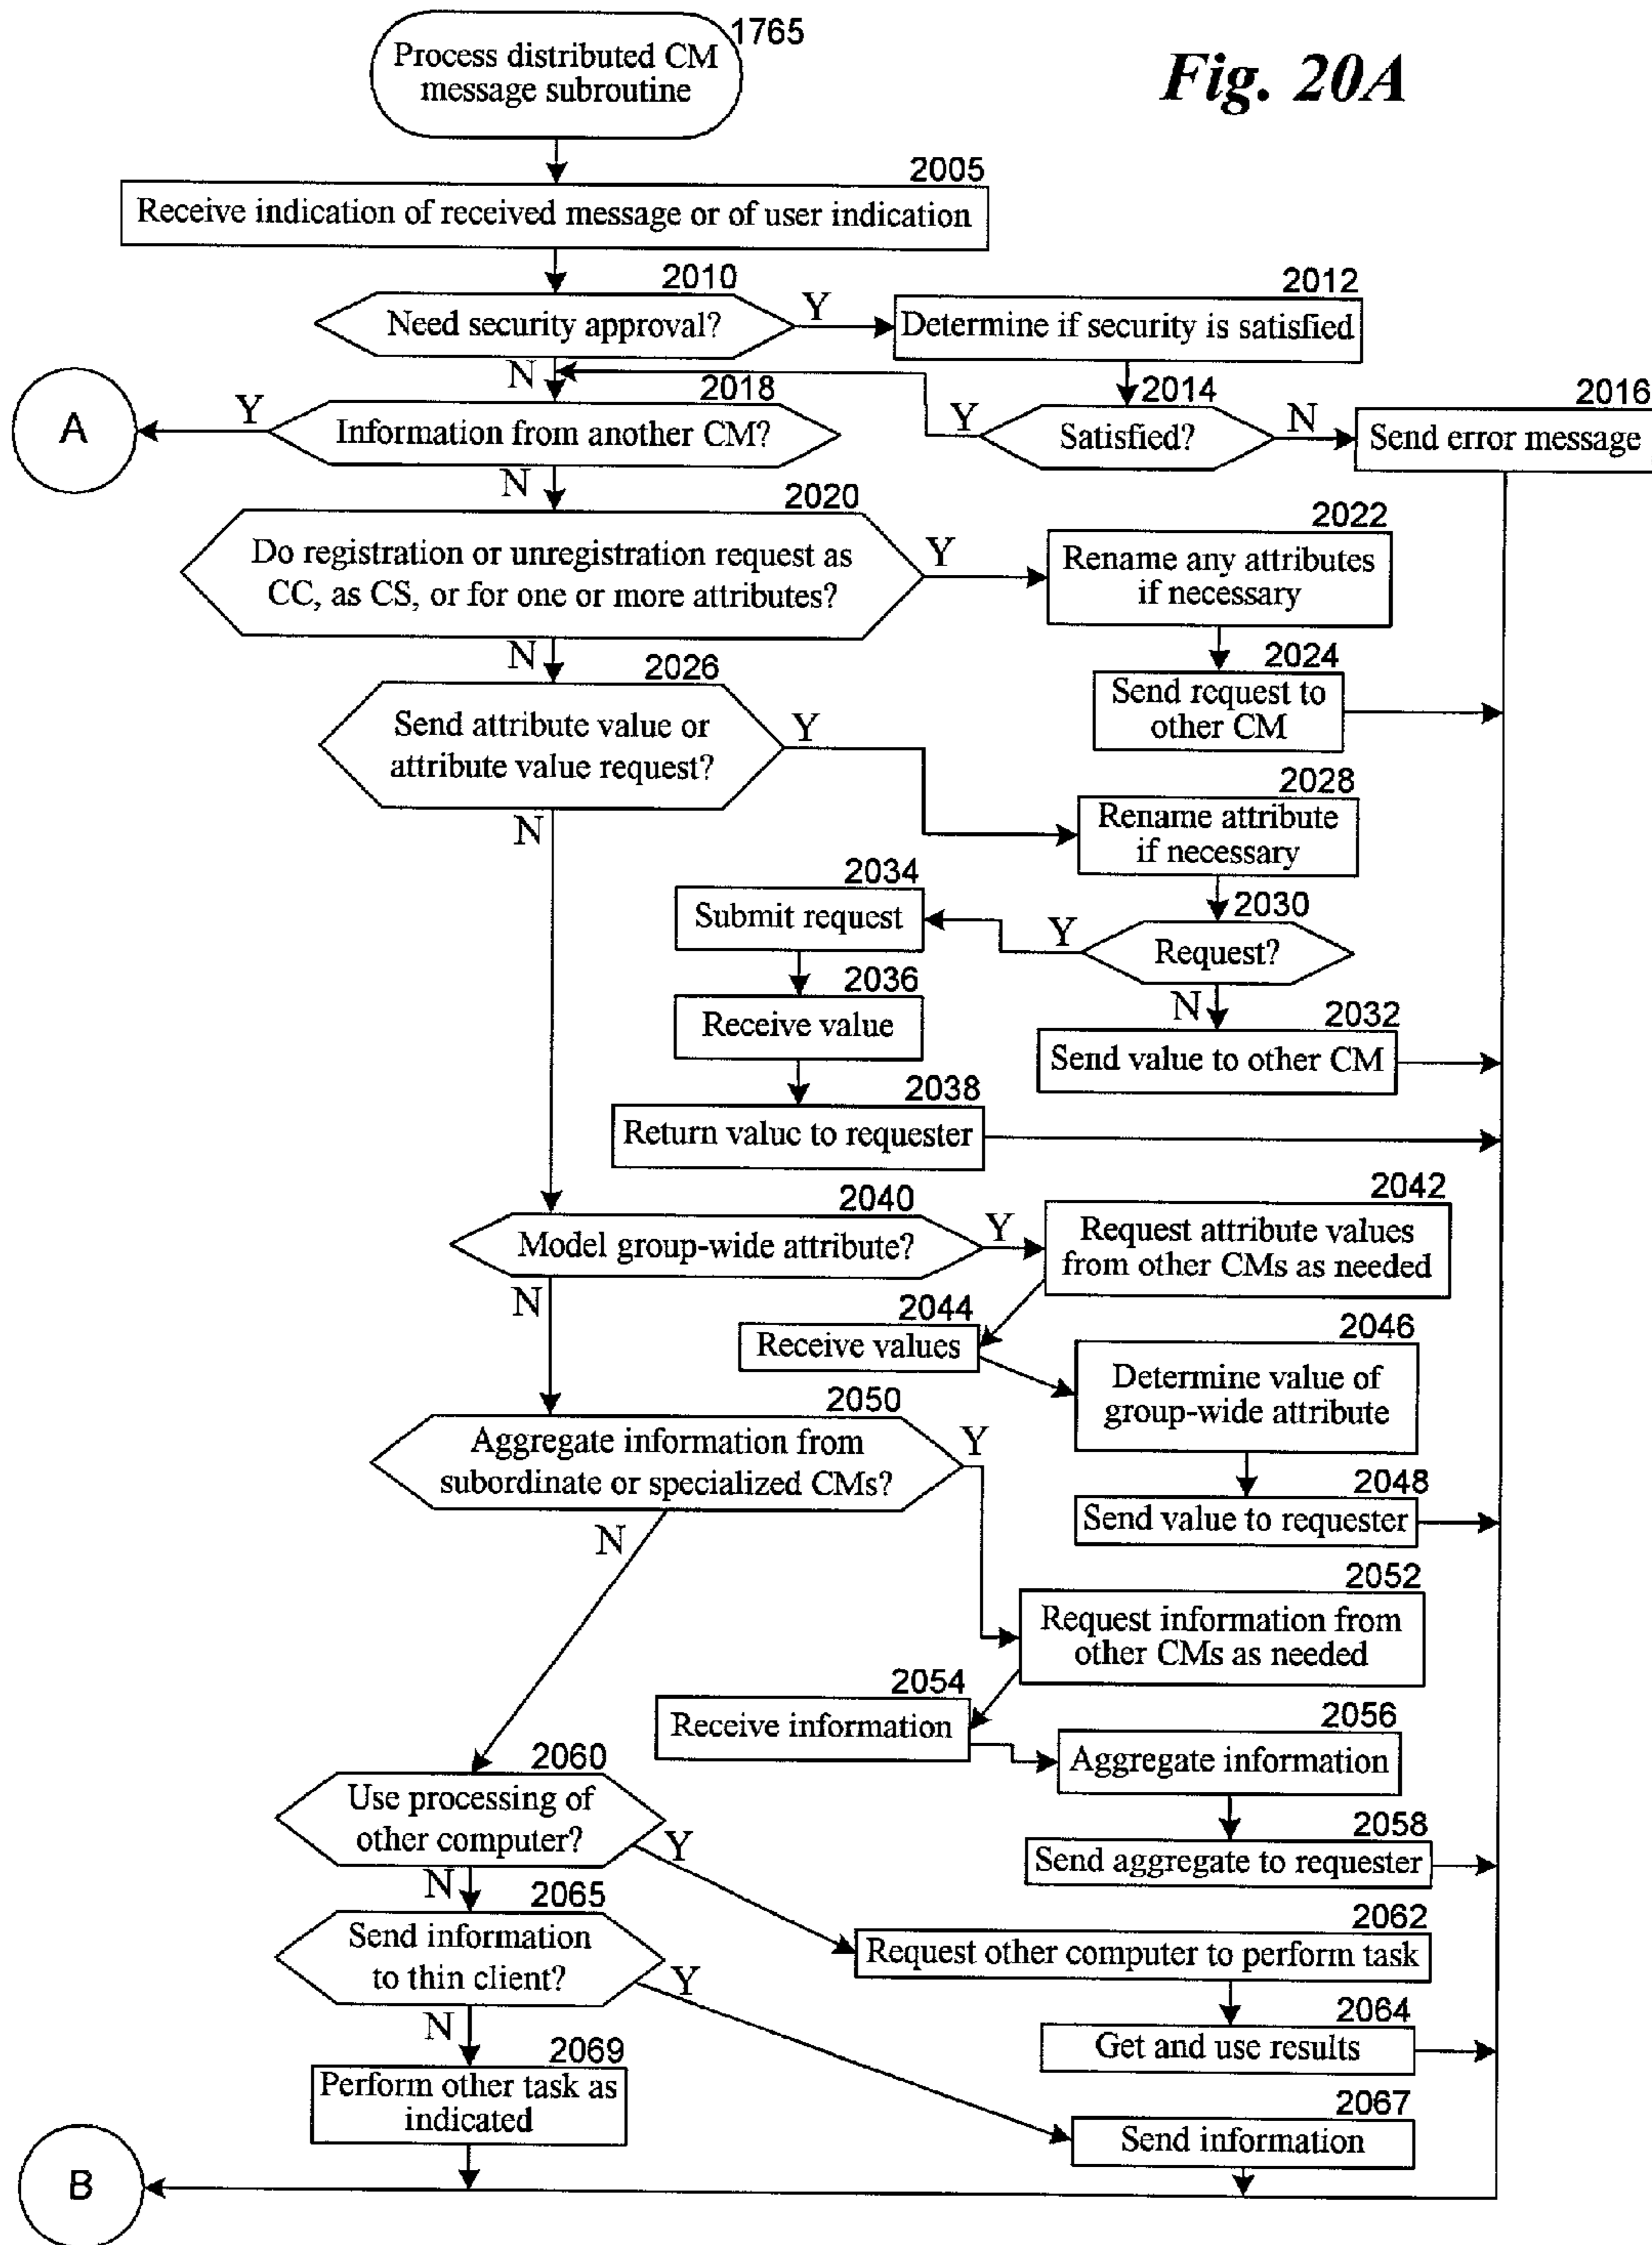 1765
Process distributed CM
message subroutine
Fig. 20A
2005
Receive indication of received message or of user indication
2010
Need security approval?
Y
2012
Determine if security is satisfied
N
2018
Information from another CM?
Y
A
2014
Satisfied?
Y
N
2016
Send error message
N
2020
Do registration or unregistration request as
CC, as CS, or for one or more attributes?
Y
2022
Rename any attributes
if necessary
2024
Send request to
other CM
N
2026
Send attribute value or
attribute value request?
Y
2028
Rename attribute
if necessary
N
2030
Request?
Y
2034
Submit request
2036
Receive value
N
2032
Send value to other CM
2038
Return value to requester
2040
Model group-wide attribute?
Y
2042
Request attribute values
from other CMs as needed
N
2044
Receive values
2046
Determine value of
group-wide attribute
2048
Send value to requester
2050
Aggregate information from
subordinate or specialized CMs?
Y
N
2052
Request information from
other CMs as needed
2054
Receive information
2056
Aggregate information
2058
Send aggregate to requester
2060
Use processing of
other computer?
Y
N
2062
Request other computer to perform task
2064
Get and use results
2065
Send information
to thin client?
Y
N
2067
Send information
2069
Perform other task as
indicated
B